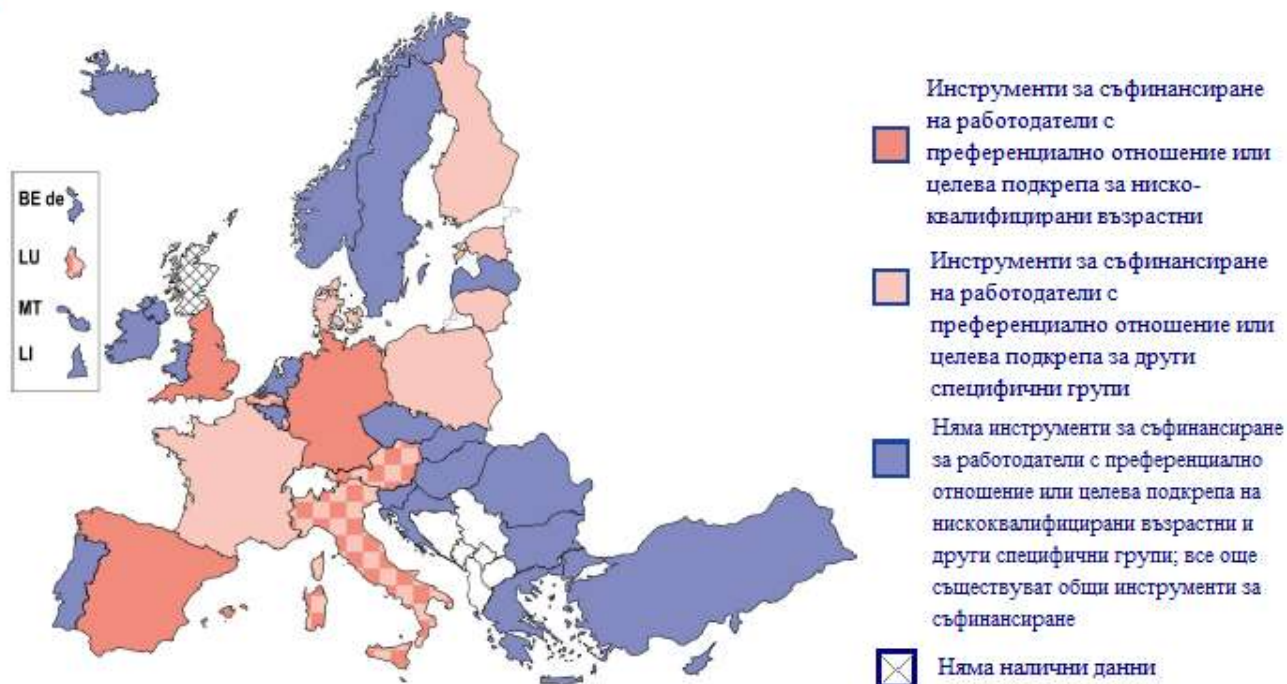 BE de
LU
MT
LI
Инструменти за съфинансиране
на работодатели с
преференциално отношение или
целева подкрепа за ниско-
квалифицирани възрастни
Инструменти за съфинансиране
на работодатели с
преференциално отношение или
целева подкрепа за други
специфични групи
Няма инструменти за съфинансиране
за работодатели с преференциално
отношение или целева подкрепа на
нискоквалифицирани възрастни и
други специфични групи; все още
съществуват общи инструменти за
съфинансиране
Няма налични данни